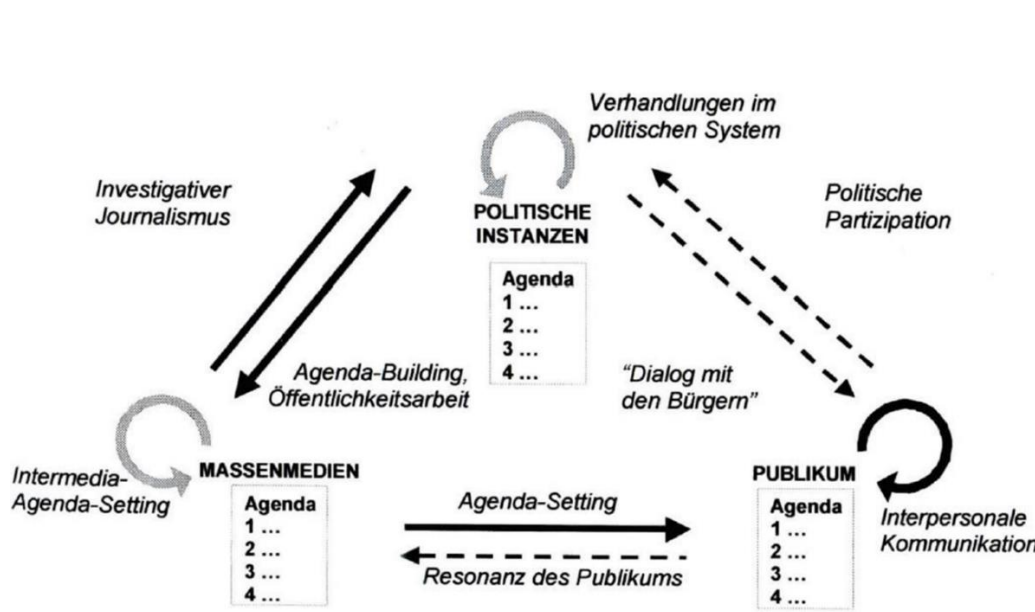 Verhandlungen im
politischen System
Investigativer
Journalismus
Politische
Partizipation
POLITISCHE
INSTANZEN
Agenda
1 ...
2 ...
3 ...
4 ...
Agenda-Building,
Öffentlichkeitsarbeit
"Dialog mit
den Bürgern"
Intermedia-
Agenda-Setting
MASSENMEDIEN
Agenda
1 ...
2 ...
3 ...
4 ...
Agenda-Setting
Resonanz des Publikums
PUBLIKUM
Agenda
1 ...
2 ...
3 ...
4 ...
Interpersonale
Kommunikation